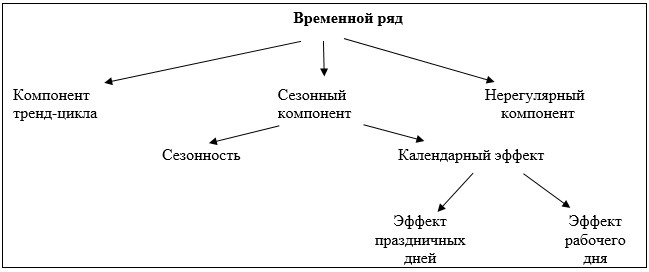 Временной ряд
Компонент
тренд-цикла
Сезонный
компонент
Нерегулярный
компонент
Сезонность
Календарный эффект
Эффект
праздничных
дней
Эффект
рабочего
дня